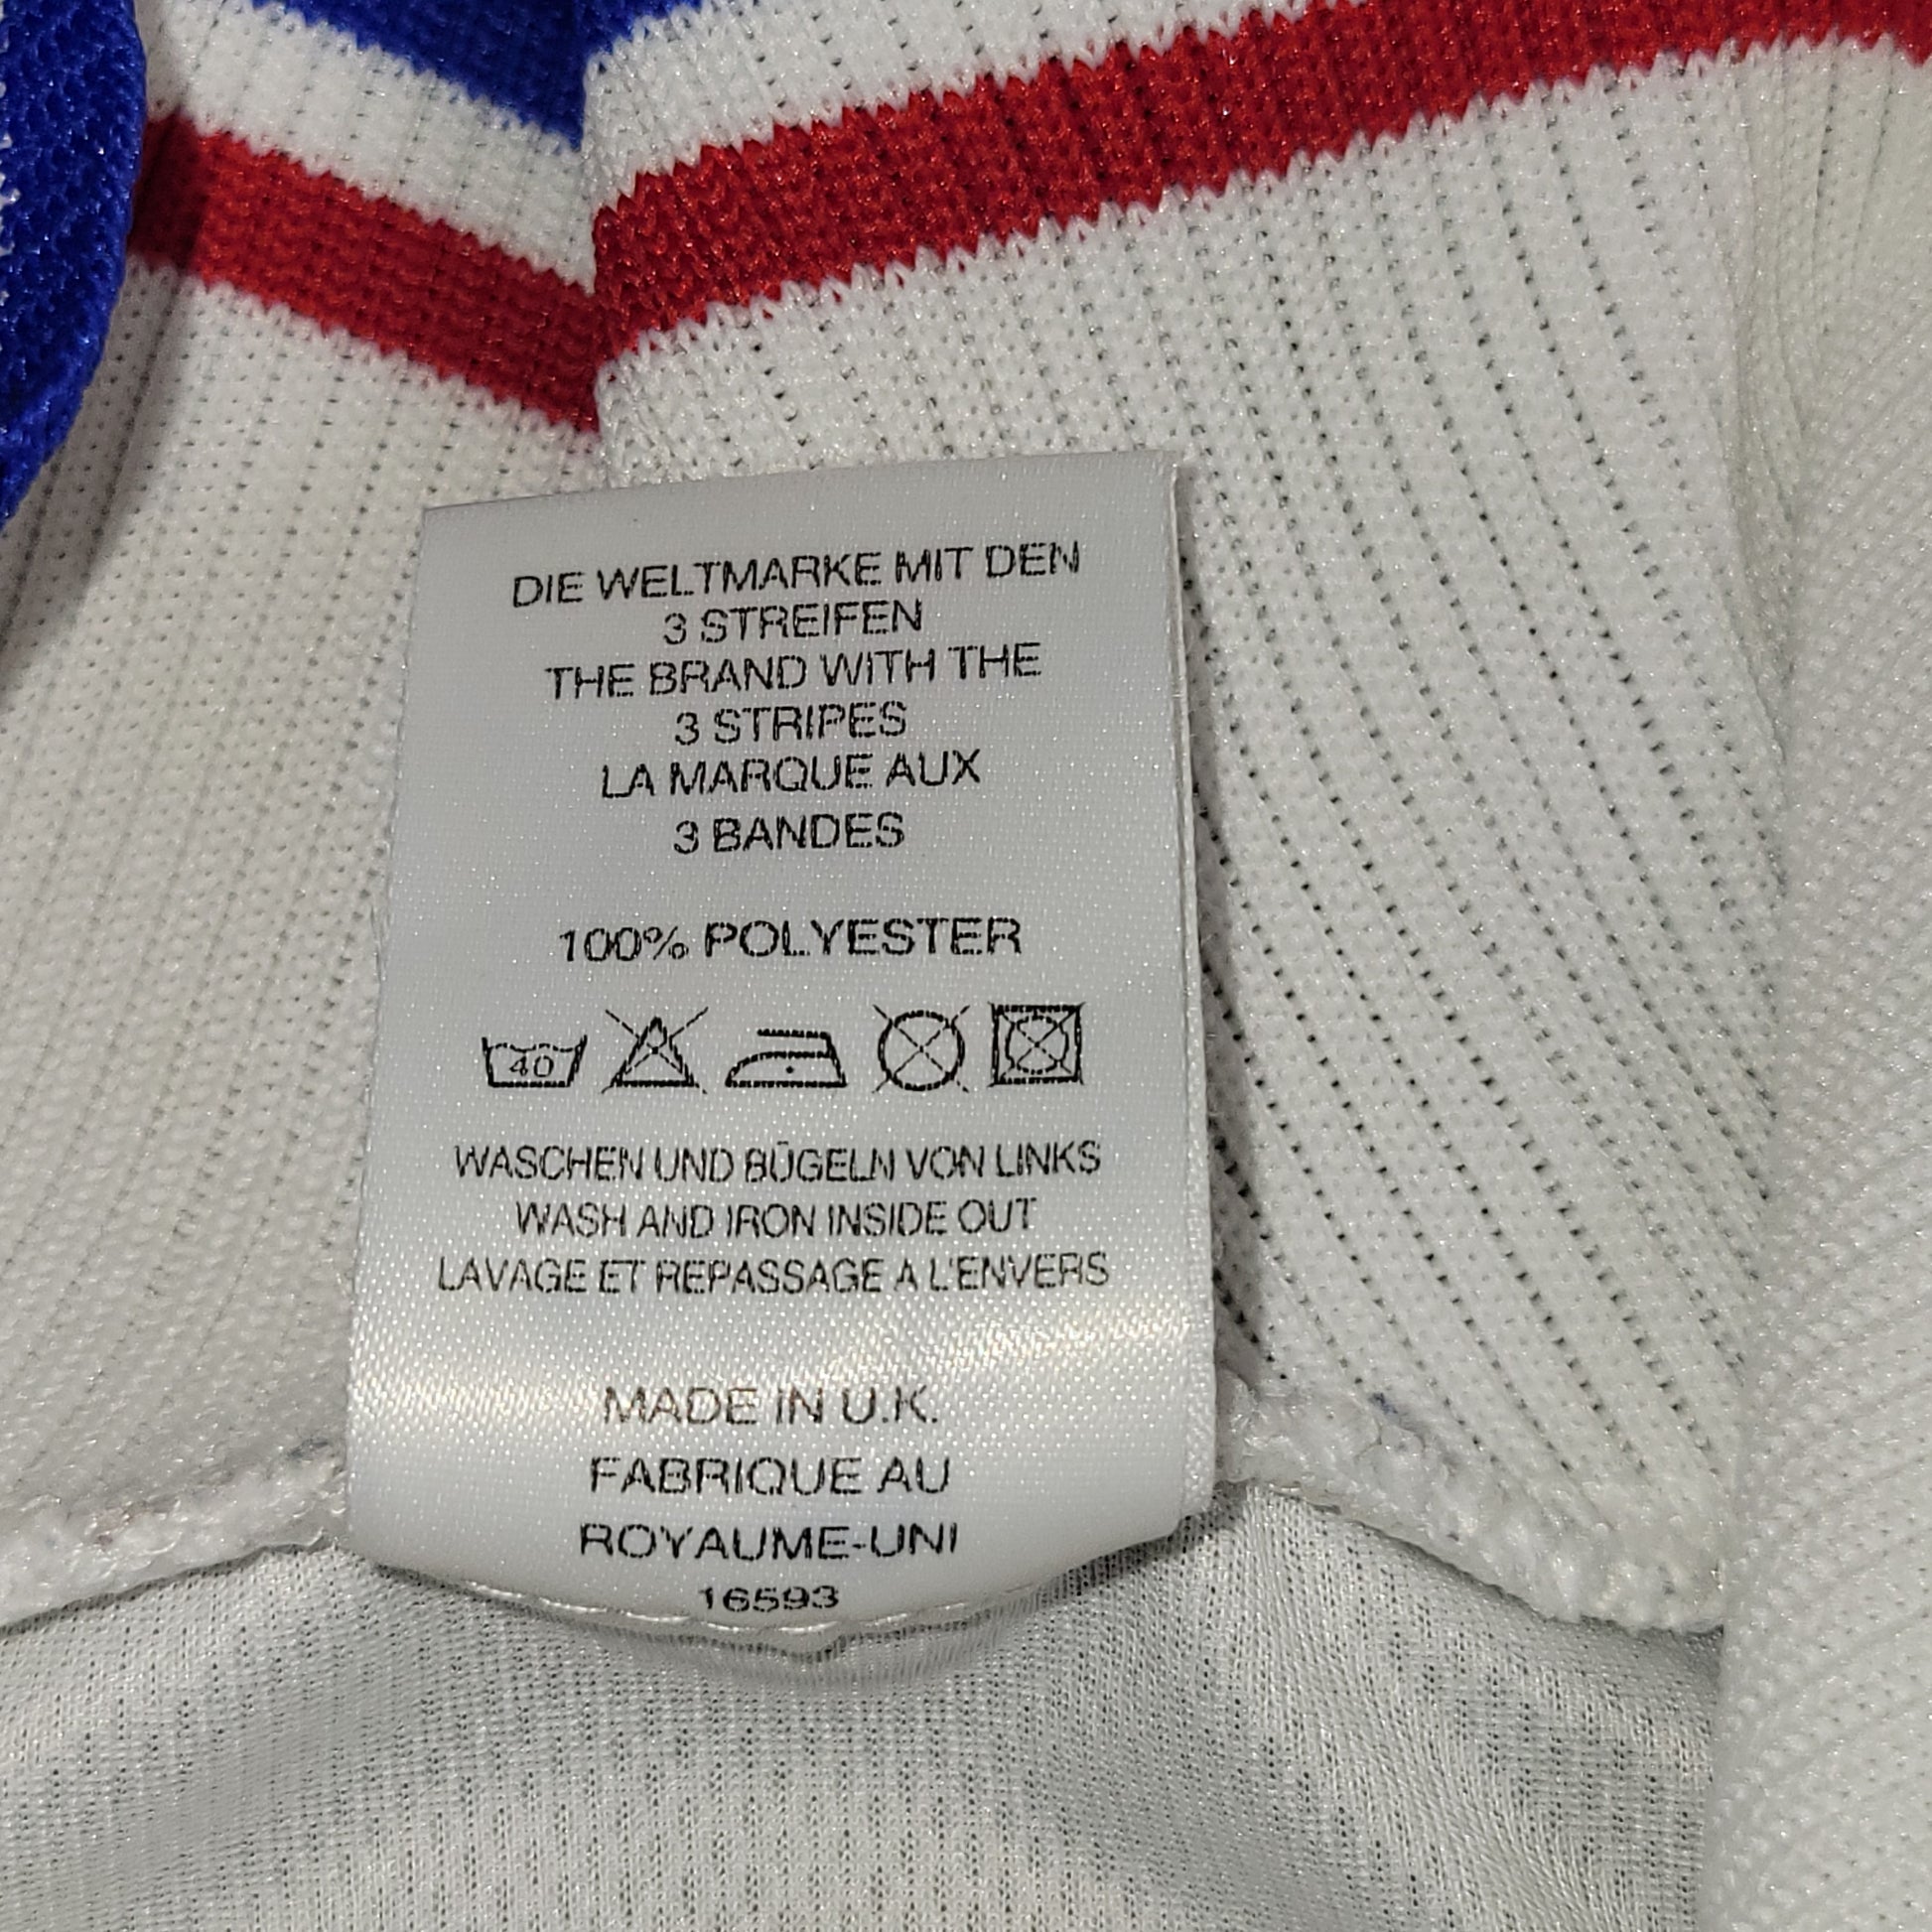 DIE WELTMARKE MIT DEN
3 STREIFEN
THE BRAND WITH THE
3 STRIPES
LA MARQUE AUX
3 BANDES
100% POLYESTER
40
WASCHEN UND BÜGELN VON LINKS
WASH AND IRON INSIDE OUT
LAVAGE ET REPASSAGE A L'ENVERS
MADE IN U.K.
FABRIQUE AU
ROYAUME-UNI
16593